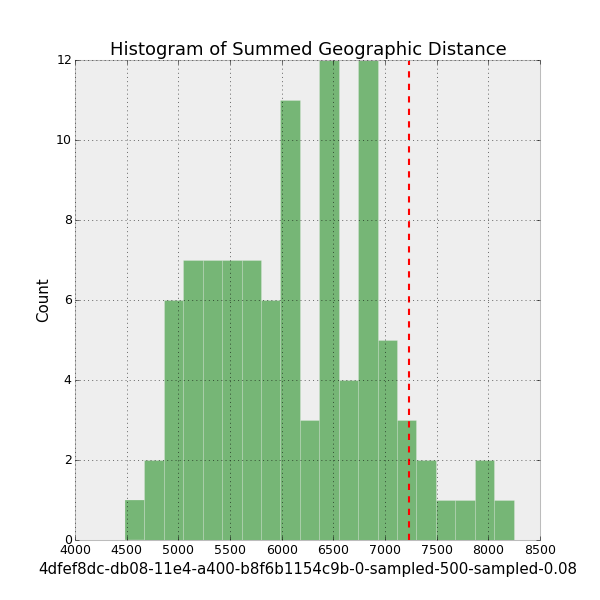 Histogram of Summed Geographic Distance
12
10
8
6
4
2
0
Count
4000 4500 5000 5500 6000 6500 7000 7500 8000 8500
4dfef8dc-db08-11e4-a400-b8f6b1154c9b-0-sampled-500-sampled-0.08